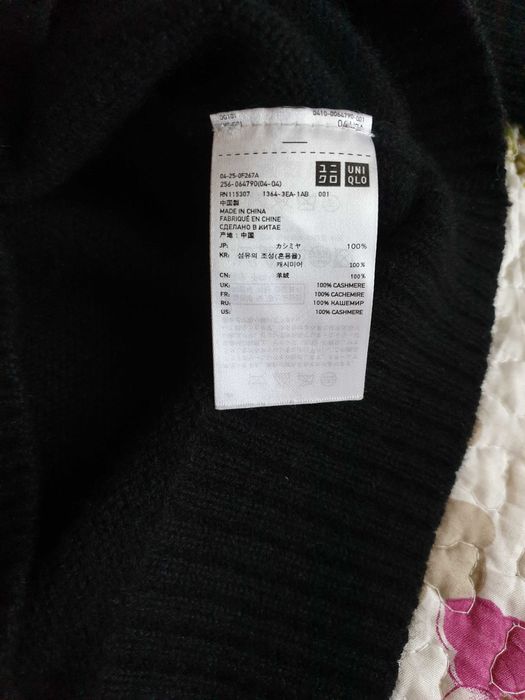 ユニ UNI
クロ QLO
04-25-0F267A
256-064790(04-04)
RN115307 1364-3EA-1AB 001
中国製
MADE IN CHINA
FABRIQUÉ EN CHINE
СДЕЛАНО В КИТАЕ
产地：中国
JP: カシミヤ 100%
KR: 섬유의 조성(혼용률)
캐시미어 100%
CN: 羊绒 100%
UK: 100% CASHMERE
FR: 100% CACHEMIRE
RU: 100% КАШЕМИР
US: 100% CASHMERE